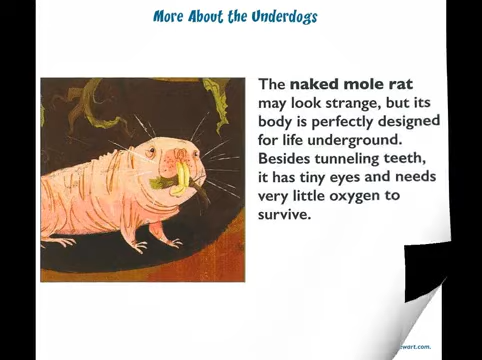 More About the Underdogs
The naked mole rat
may look strange, but its
body is perfectly designed
for life underground.
Besides tunneling teeth,
it has tiny eyes and needs
very little oxygen to
survive.